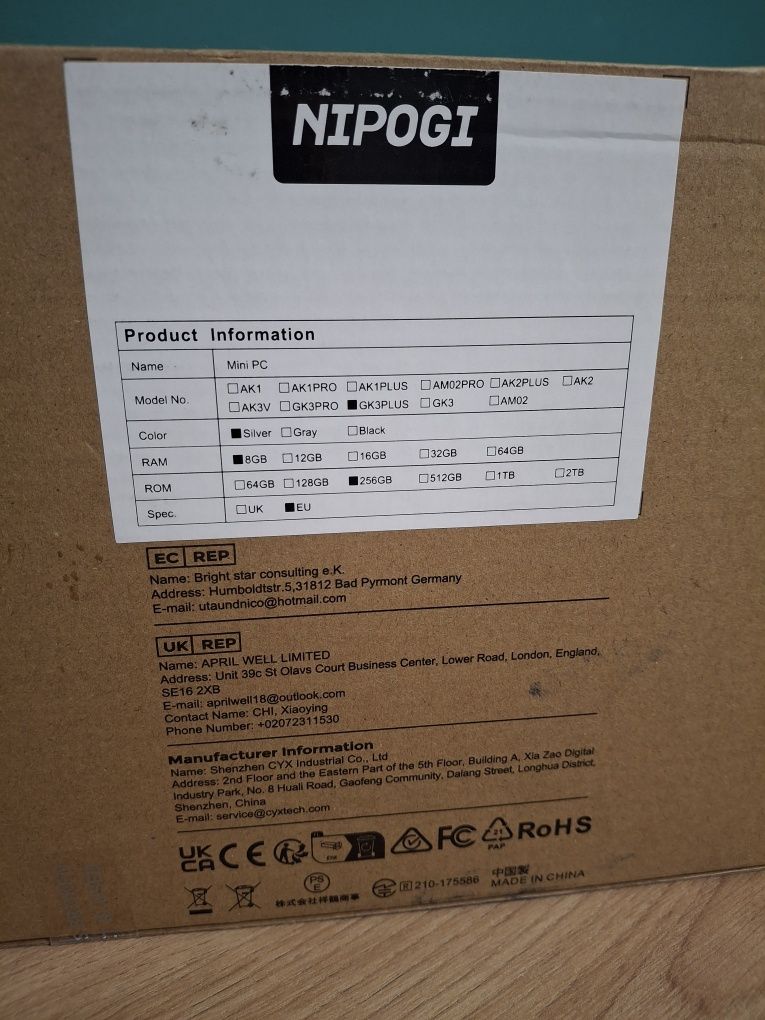 NIPOGI
Product Information
Name Mini PC
Model No. □AK1 □AK1PRO □AK1PLUS □AM02PRO □AK2PLUS □AK2
□AK3V □GK3PRO ■GK3PLUS □GK3 □AM02
Color ■Silver □Gray □Black
RAM ■8GB □12GB □16GB □32GB □64GB
ROM □64GB □128GB ■256GB □512GB □1TB □2TB
Spec. □UK ■EU
EC REP
Name: Bright star consulting e.K.
Address: Humboldtstr.5,31812 Bad Pyrmont Germany
E-mail: utaundnico@hotmail.com
UK REP
Name: APRIL WELL LIMITED
Address: Unit 39c St Olavs Court Business Center, Lower Road, London, England,
SE16 2XB
E-mail: aprilwell18@outlook.com
Contact Name: CHI, Xiaoying
Phone Number: +02072311530
Manufacturer Information
Name: Shenzhen CYX Industrial Co., Ltd
Address: 2nd Floor and the Eastern Part of the 5th Floor, Building A, Xia Zao Digital
Industry Park, No. 8 Huali Road, Gaofeng Community, Dalang Street, Longhua District,
Shenzhen, China
E-mail: service@cyxtech.com
UK CA CE FC 21 PAP RoHS
PS E
株式会社祥鶴商事 R 210-175586 中国製
MADE IN CHINA